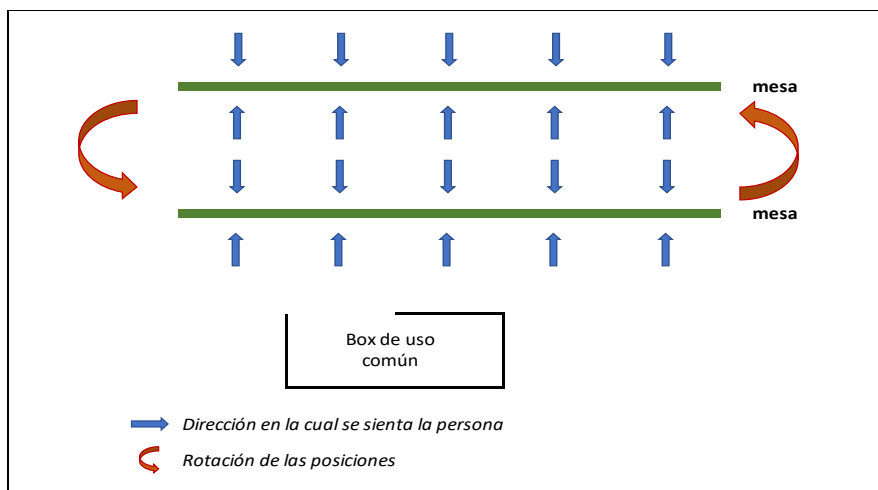 mesa
mesa
Box de uso
común
Dirección en la cual se sienta la persona
Rotación de las posiciones